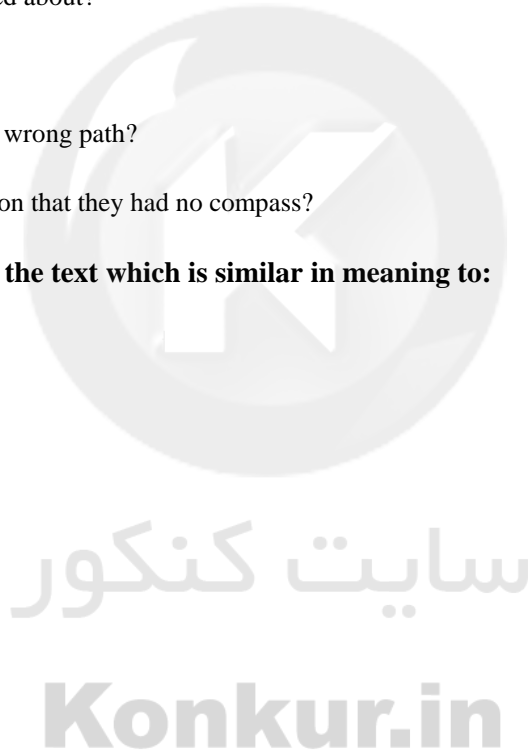 ed about?
wrong path?
on that they had no compass?
the text which is similar in meaning to:
سایت کنکور
Konkur.in